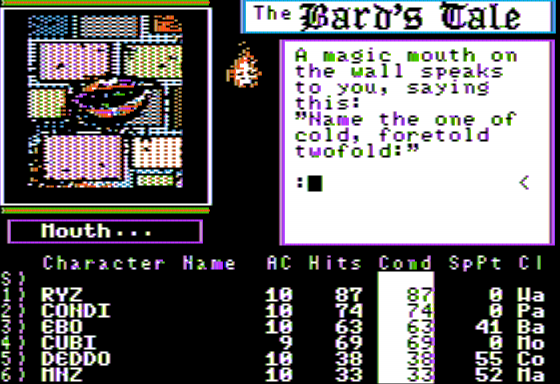 The Bard's Tale
A magic mouth on
the wall speaks
to you, saying
this:
"Name the one of
cold, foretold
twofold:"
: <
Mouth...
Character Name AC Hits Cond SpPt Cl
S)
1) RYZ 10 87 87 0 Wa
2) CONDI 10 74 74 0 Pa
3) EBO 10 63 63 41 Ba
4) CUBI 9 69 69 0 Mo
5) DEDDO 10 38 38 55 Co
6) MNZ 10 33 33 52 Ma